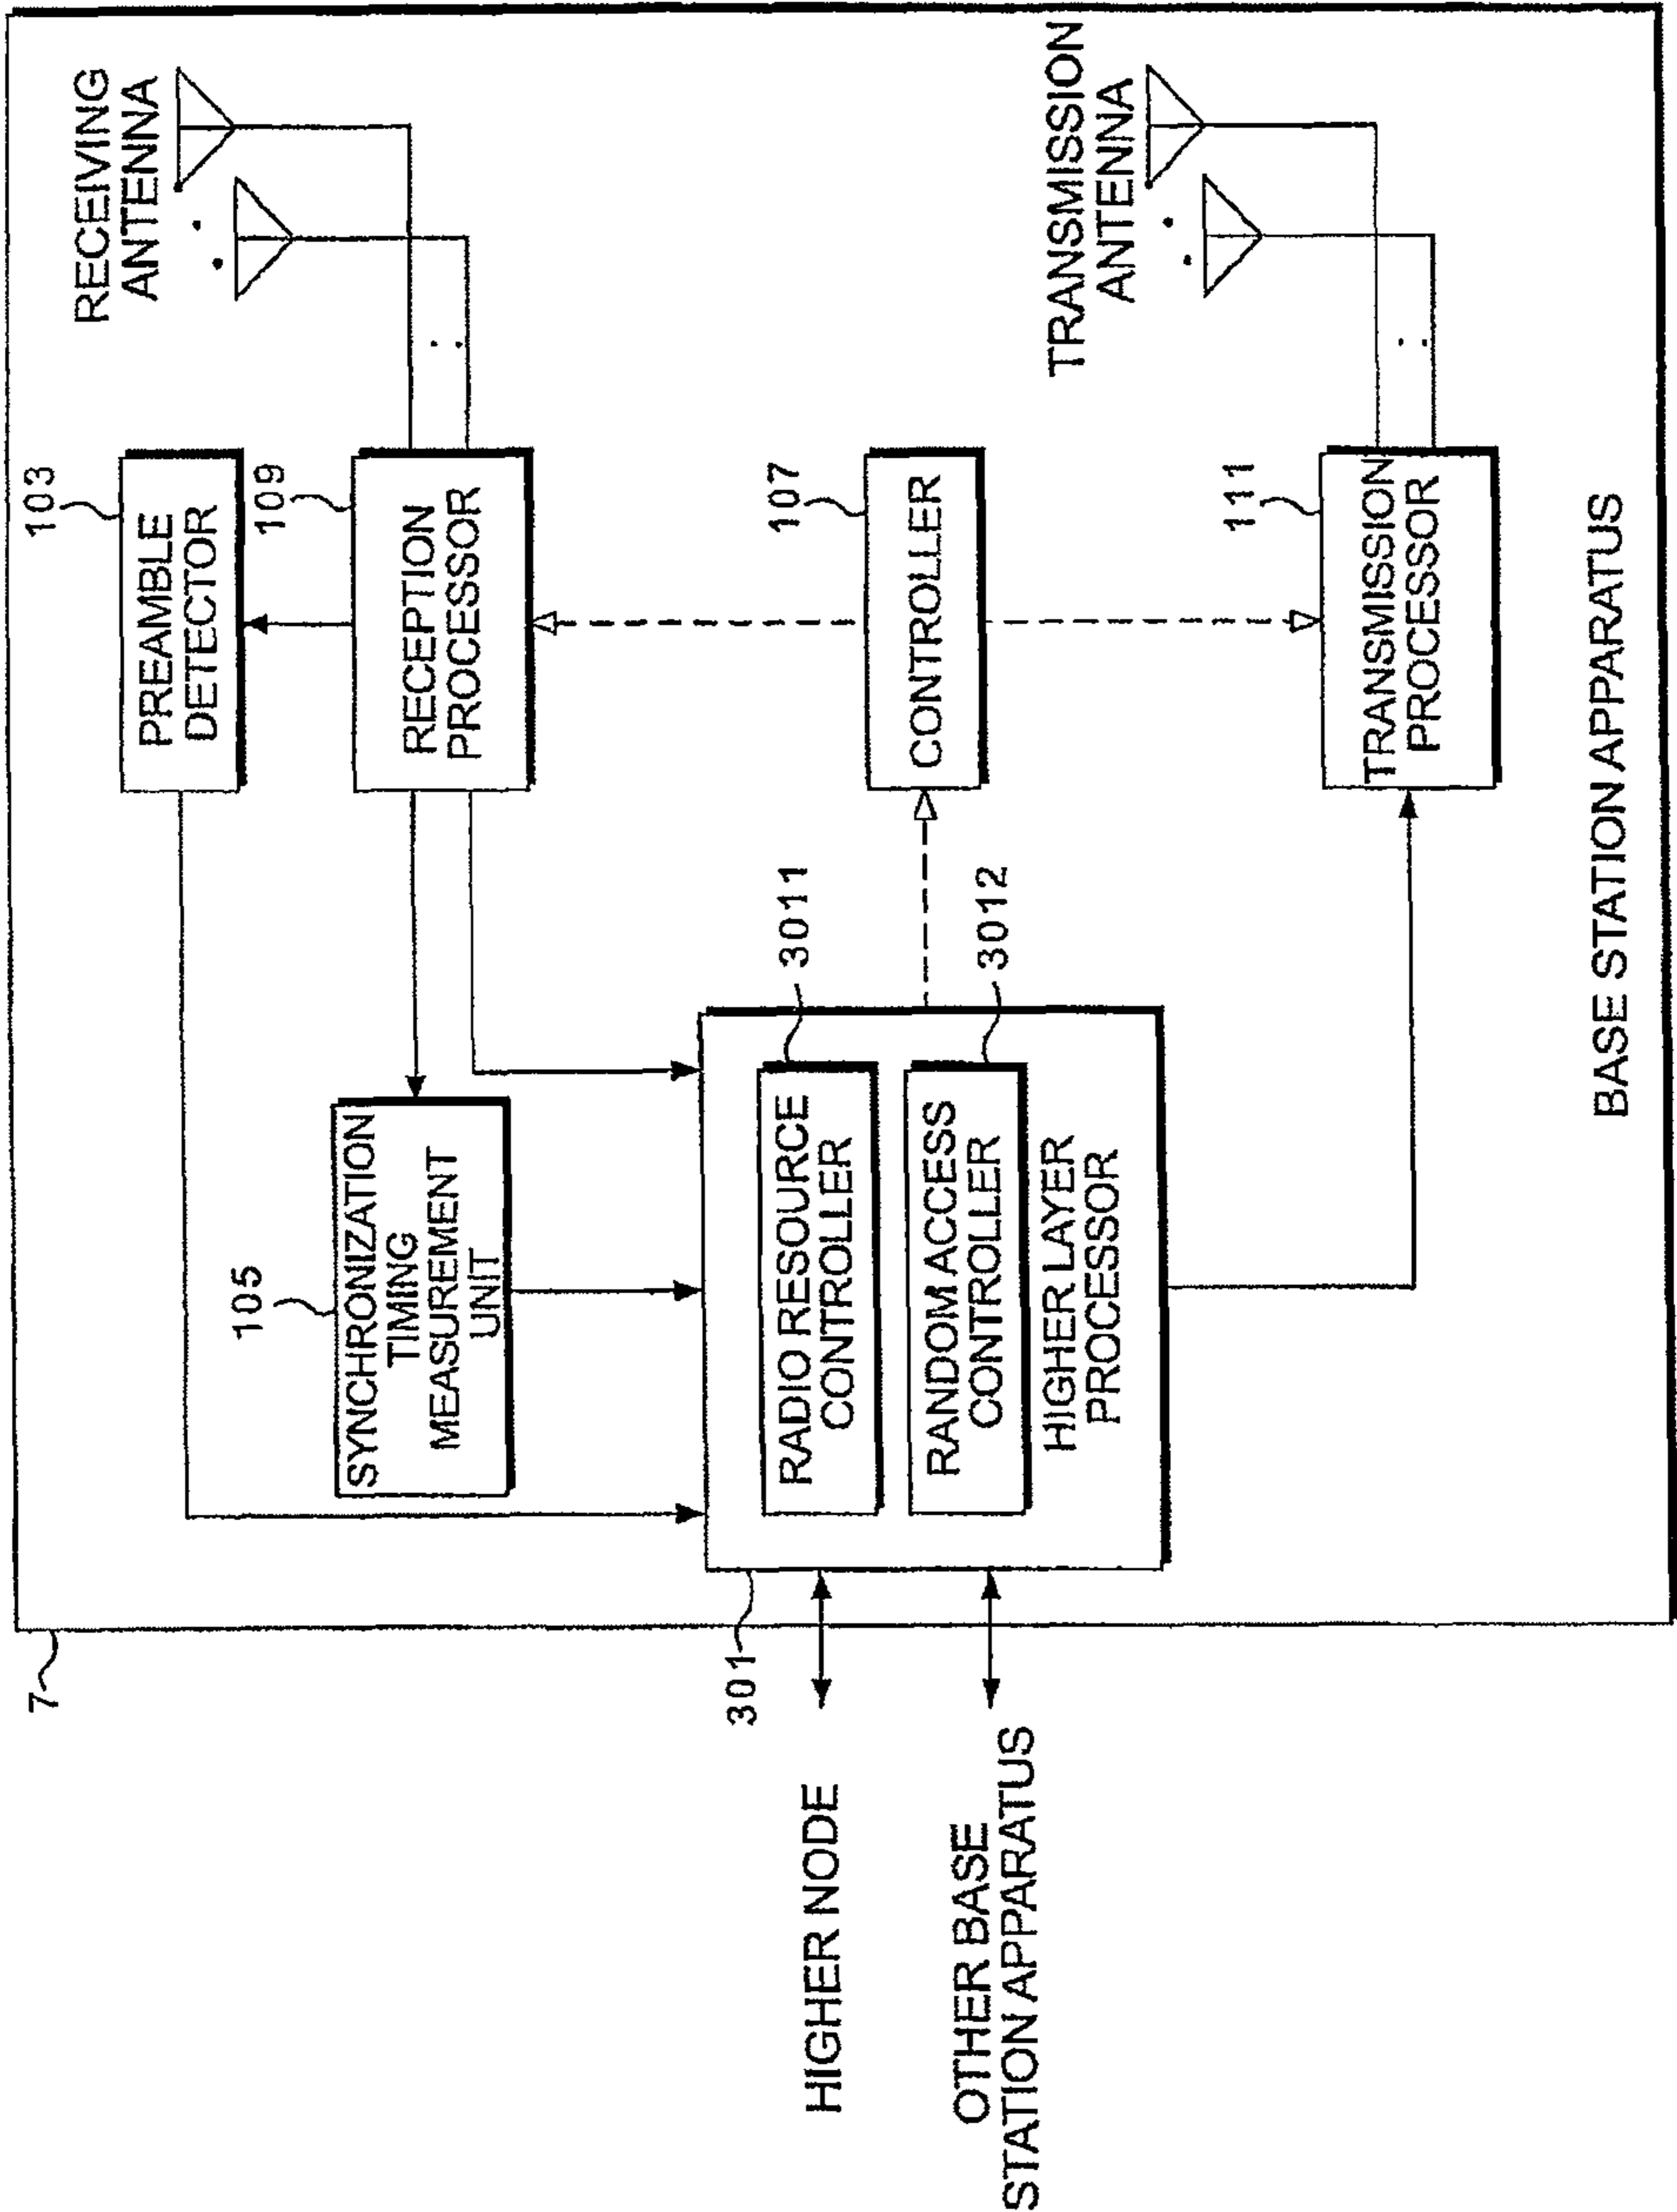 7
103
PREAMBLE
DETECTOR
RECEIVING
ANTENNA
105
SYNCHRONIZATION
TIMING
MEASUREMENT
UNIT
109
RECEPTION
PROCESSOR
301
3011
RADIO RESOURCE
CONTROLLER
3012
RANDOM ACCESS
CONTROLLER
HIGHER LAYER
PROCESSOR
HIGHER NODE
OTHER BASE
STATION APPARATUS
107
CONTROLLER
TRANSMISSION
ANTENNA
111
TRANSMISSION
PROCESSOR
BASE STATION APPARATUS